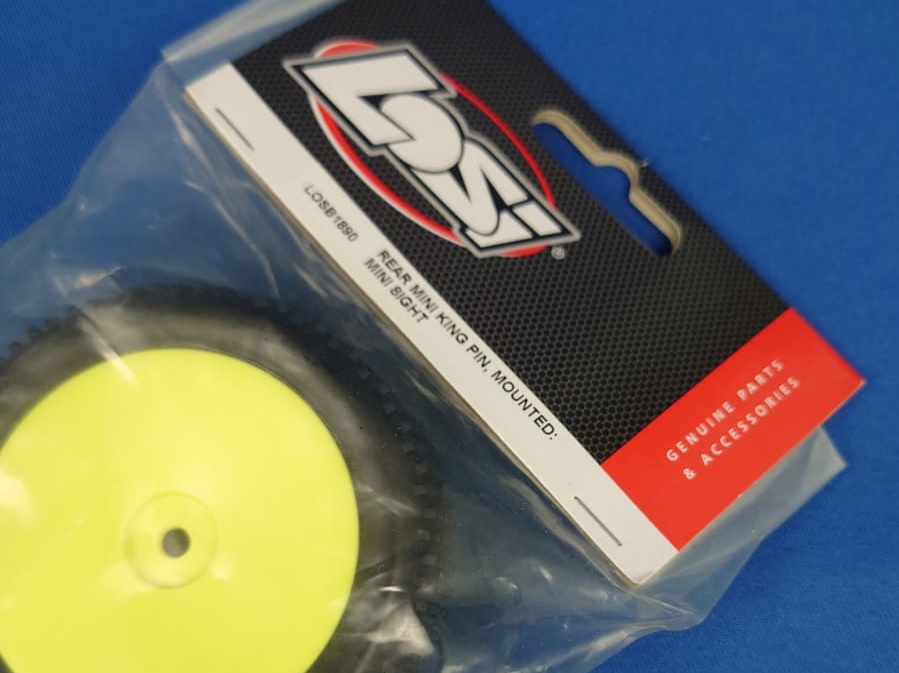 LOSi
®
LOSB1890
REAR MINI KING PIN, MOUNTED:
MINI 8IGHT
GENUINE PARTS
& ACCESSORIES